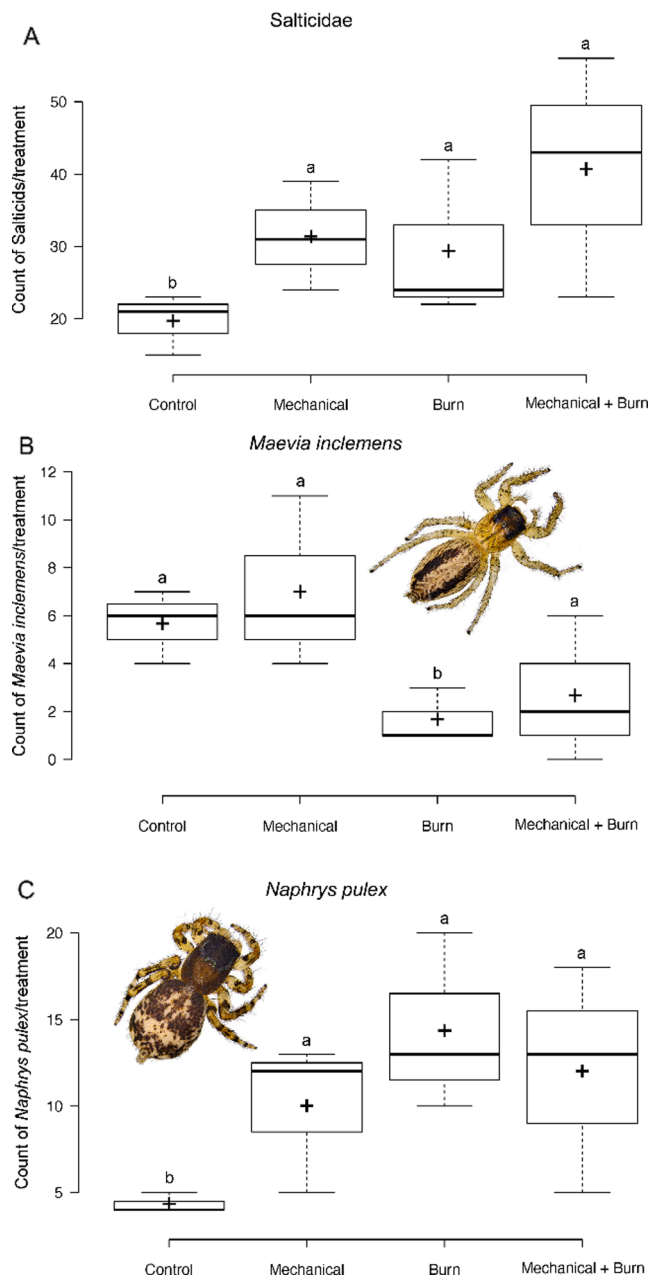 A
Salticidae
Count of Salticids/treatment
50
40
30
20
b
a
a
a
Control
Mechanical
Burn
Mechanical + Burn
B
Maevia inclemens
Count of Maevia inclemens/treatment
12
10
8
6
4
2
0
a
a
b
a
Control
Mechanical
Burn
Mechanical + Burn
C
Naphrys pulex
Count of Naphrys pulex/treatment
20
15
10
5
b
a
a
a
Control
Mechanical
Burn
Mechanical + Burn